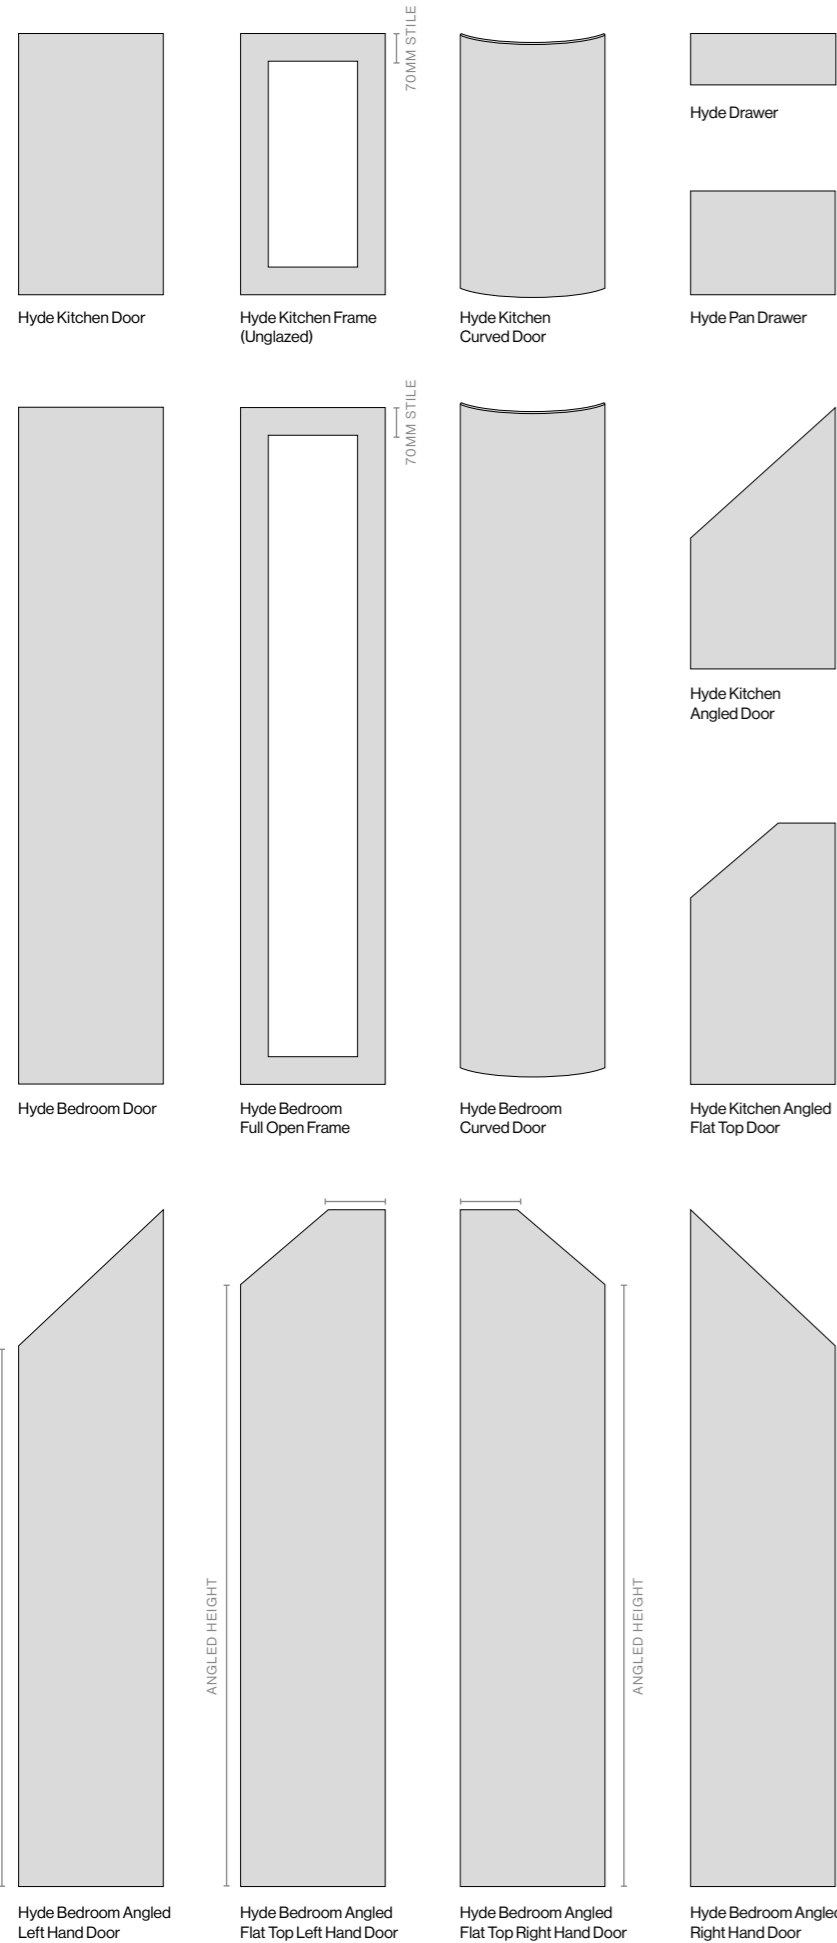 70MM STILE
Hyde Drawer
Hyde Kitchen Door
Hyde Kitchen Frame
(Unglazed)
Hyde Kitchen
Curved Door
Hyde Pan Drawer
70MM STILE
Hyde Kitchen
Angled Door
Hyde Bedroom Door
Hyde Bedroom
Full Open Frame
Hyde Bedroom
Curved Door
Hyde Kitchen Angled
Flat Top Door
ANGLED HEIGHT
ANGLED HEIGHT
Hyde Bedroom Angled
Left Hand Door
Hyde Bedroom Angled
Flat Top Left Hand Door
Hyde Bedroom Angled
Flat Top Right Hand Door
Hyde Bedroom Angled
Right Hand Door